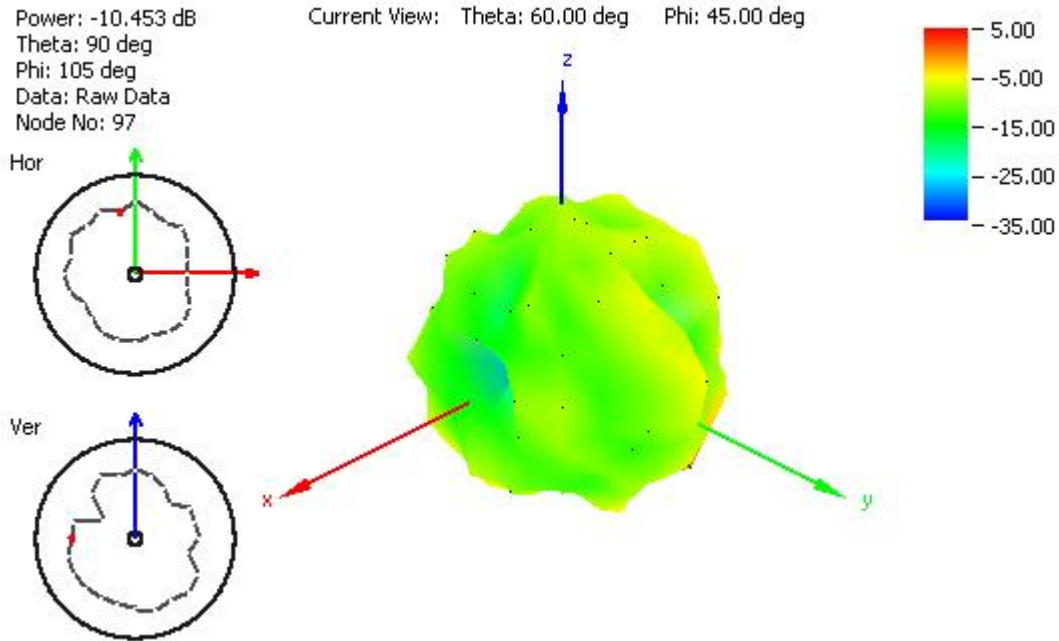 Power: -10.453 dB
Theta: 90 deg
Phi: 105 deg
Data: Raw Data
Node No: 97
Current View: Theta: 60.00 deg Phi: 45.00 deg
5.00
-5.00
-15.00
-25.00
-35.00
Hor
Ver
z
x
y